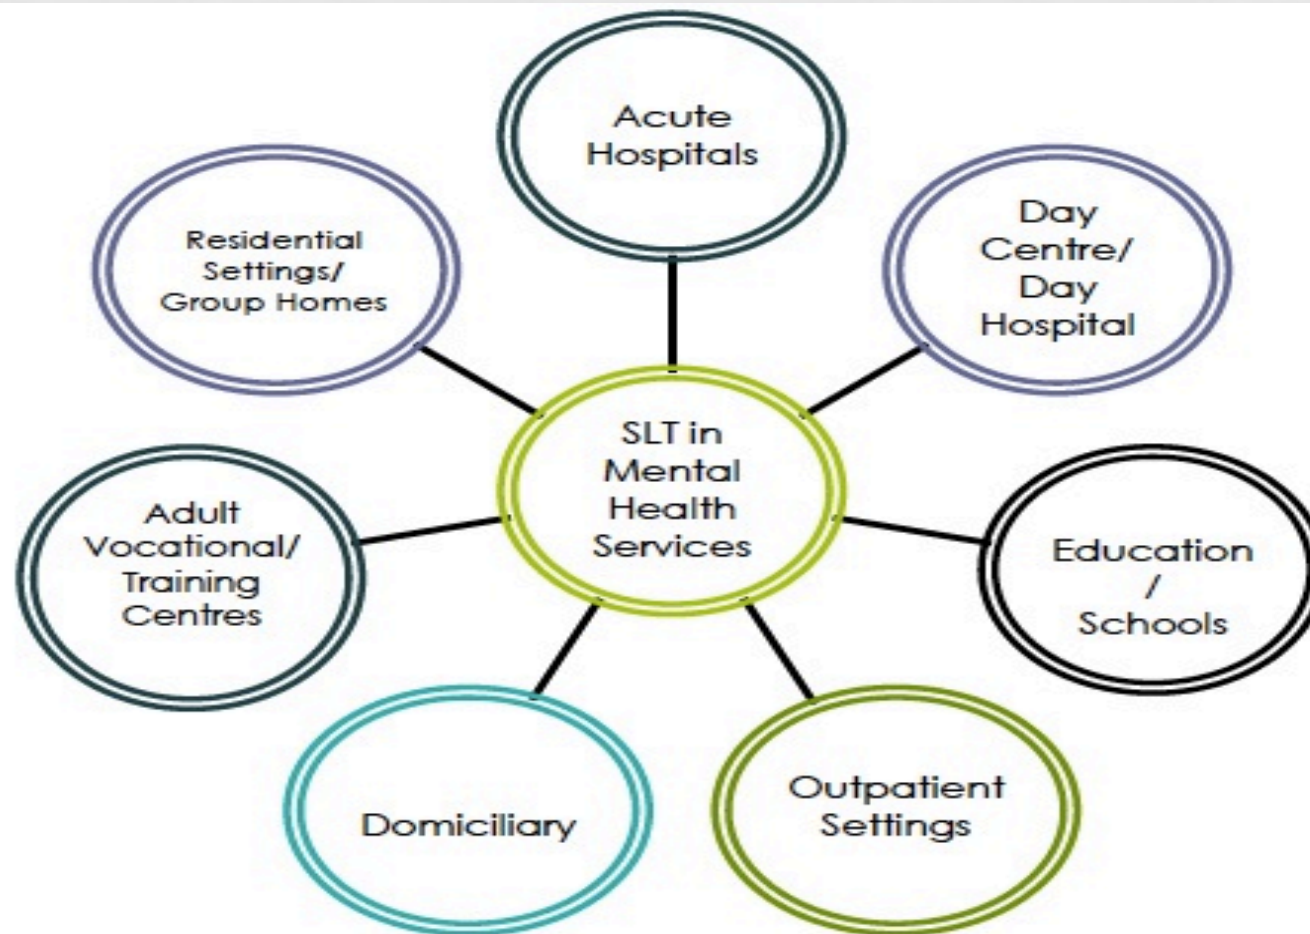 Acute
Hospitals
Day
Centre/
Day
Hospital
Education
/
Schools
Outpatient
Settings
Domiciliary
Adult
Vocational/
Training
Centres
Residential
Settings/
Group Homes
SLT in
Mental
Health
Services